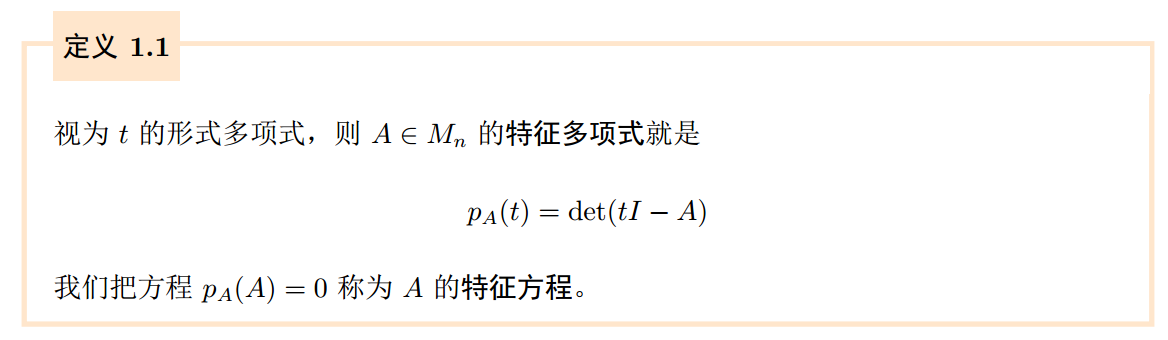 定义 1.1
视为 t 的形式多项式，则 A ∈ Mₙ 的特征多项式就是
p_A(t) = det(tI − A)
我们把方程 p_A(A) = 0 称为 A 的特征方程。